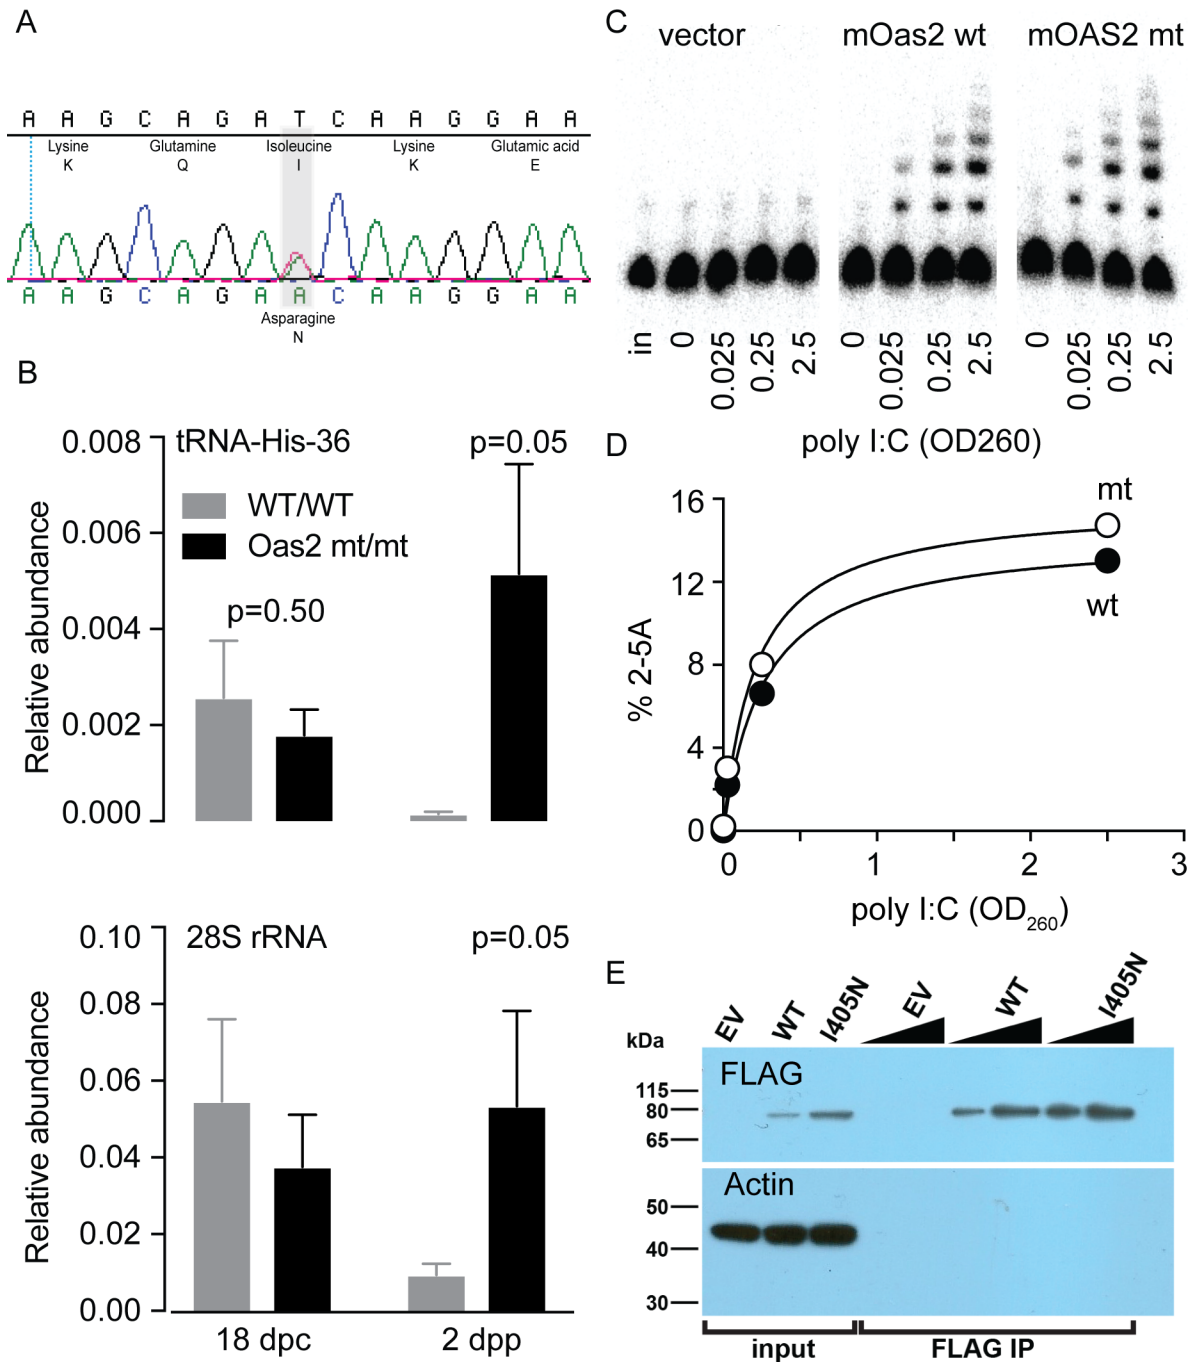 A
A A G C A G A T C A A G G A A
Lysine Glutamine Isoleucine Lysine Glutamic acid
K Q I K E
A A G C A G A A C A A G G A A
Asparagine
N
B
0.008
0.006
0.004
0.002
0.000
Relative abundance
tRNA-His-36
WT/WT
Oas2 mt/mt
p=0.50
p=0.05
0.10
0.08
0.06
0.04
0.02
0.00
Relative abundance
28S rRNA
p=0.05
18 dpc 2 dpp
C
vector mOas2 wt mOAS2 mt
in 0 0.025 0.25 2.5 0 0.025 0.25 2.5 0 0.025 0.25 2.5
poly I:C (OD260)
D
16
12
8
4
0
% 2-5A
mt
wt
0 1 2 3
poly I:C (OD260)
E
EV WT I405N EV WT I405N
kDa
FLAG
115
80
65
Actin
50
40
30
input FLAG IP